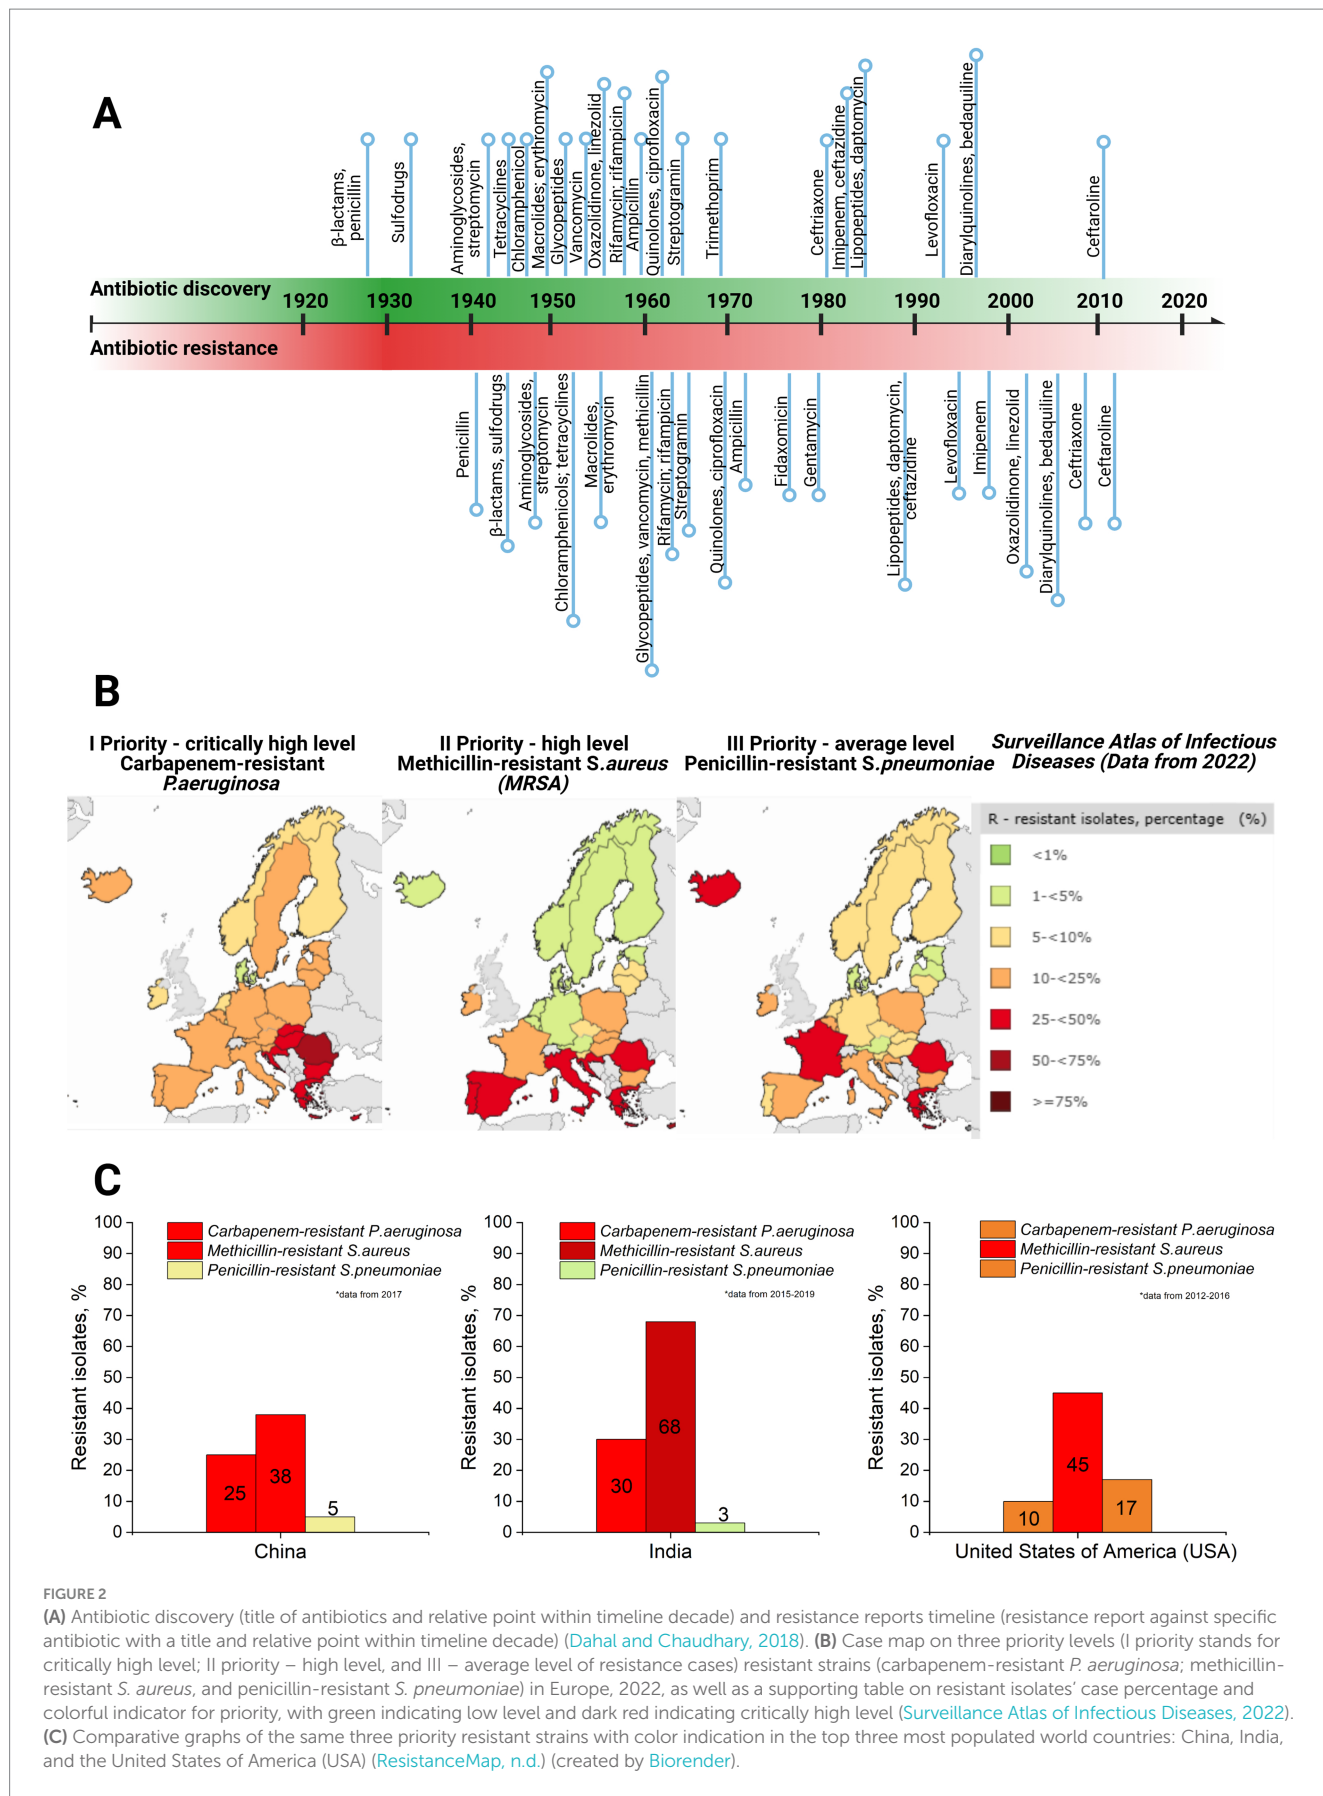 A
β-lactams,
penicillin
Sulfodrugs
Aminoglycosides,
streptomycin
Tetracyclines
Chloramphenicol
Macrolides; erythromycin
Glycopeptides
Vancomycin
Oxazolidinone, linezolid
Rifamycin; rifampicin
Ampicillin
Quinolones, ciprofloxacin
Streptogramin
Trimethoprim
Ceftriaxone
Imipenem, ceftazidine
Lipopeptides, daptomycin
Levofloxacin
Diarylquinolines, bedaquiline
Ceftaroline
Antibiotic discovery
1920 1930 1940 1950 1960 1970 1980 1990 2000 2010 2020
Antibiotic resistance
Penicillin
β-lactams, sulfodrugs
Aminoglycosides,
streptomycin
Chloramphenicols; tetracyclines
Macrolides,
erythromycin
Glycopeptides, vancomycin, methicillin
Rifamycin; rifampicin
Streptogramin
Quinolones, ciprofloxacin
Ampicillin
Fidaxomicin
Gentamycin
Lipopeptides, daptomycin,
ceftazidine
Levofloxacin
Imipenem
Oxazolidinone, linezolid
Diarylquinolines, bedaquiline
Ceftriaxone
Ceftaroline
B
I Priority - critically high level
Carbapenem-resistant
P.aeruginosa
II Priority - high level
Methicillin-resistant S.aureus
(MRSA)
III Priority - average level
Penicillin-resistant S.pneumoniae
Surveillance Atlas of Infectious
Diseases (Data from 2022)
R - resistant isolates, percentage (%)
<1%
1-<5%
5-<10%
10-<25%
25-<50%
50-<75%
>=75%
C
Resistant isolates, %
100
90
80
70
60
50
40
30
20
10
0
Carbapenem-resistant P.aeruginosa
Methicillin-resistant S.aureus
Penicillin-resistant S.pneumoniae
*data from 2017
25
38
5
China
Resistant isolates, %
100
90
80
70
60
50
40
30
20
10
0
Carbapenem-resistant P.aeruginosa
Methicillin-resistant S.aureus
Penicillin-resistant S.pneumoniae
*data from 2015-2019
30
68
3
India
Resistant isolates, %
100
90
80
70
60
50
40
30
20
10
0
Carbapenem-resistant P.aeruginosa
Methicillin-resistant S.aureus
Penicillin-resistant S.pneumoniae
*data from 2012-2016
10
45
17
United States of America (USA)
FIGURE 2
(A) Antibiotic discovery (title of antibiotics and relative point within timeline decade) and resistance reports timeline (resistance report against specific
antibiotic with a title and relative point within timeline decade) (Dahal and Chaudhary, 2018). (B) Case map on three priority levels (I priority stands for
critically high level; II priority – high level, and III – average level of resistance cases) resistant strains (carbapenem-resistant P. aeruginosa; methicillin-
resistant S. aureus, and penicillin-resistant S. pneumoniae) in Europe, 2022, as well as a supporting table on resistant isolates' case percentage and
colorful indicator for priority, with green indicating low level and dark red indicating critically high level (Surveillance Atlas of Infectious Diseases, 2022).
(C) Comparative graphs of the same three priority resistant strains with color indication in the top three most populated world countries: China, India,
and the United States of America (USA) (ResistanceMap, n.d.) (created by Biorender).